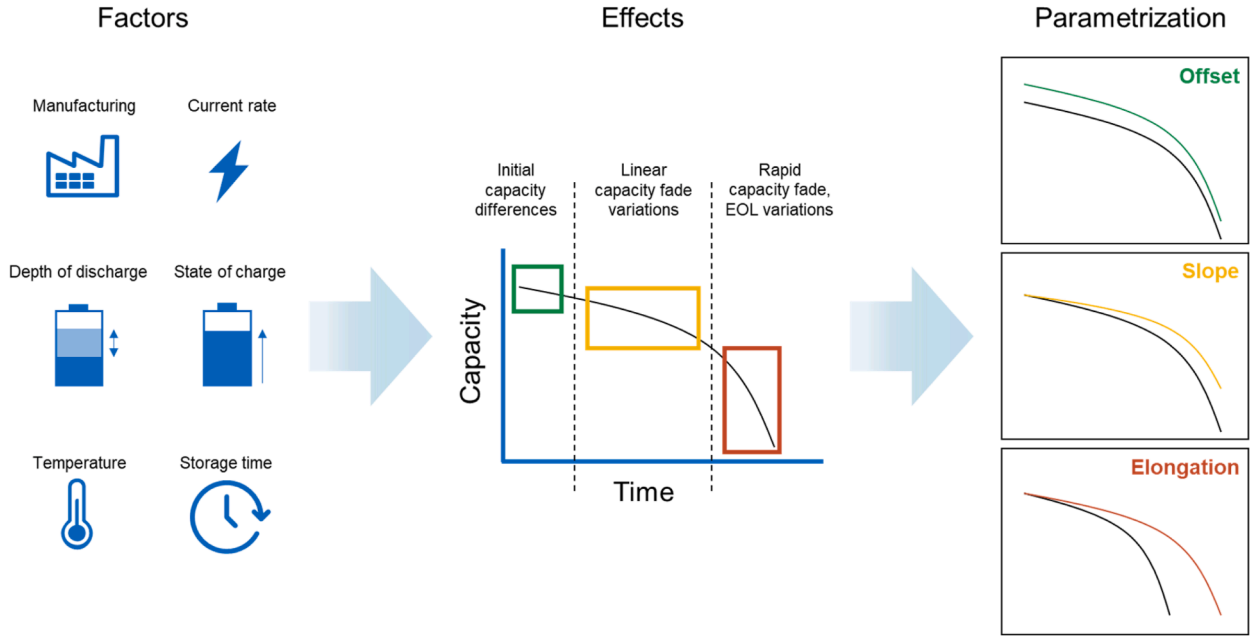 Factors
Effects
Parametrization
Manufacturing
Current rate
Depth of discharge
State of charge
Temperature
Storage time
Initial
capacity
differences
Linear
capacity fade
variations
Rapid
capacity fade,
EOL variations
Capacity
Time
Offset
Slope
Elongation